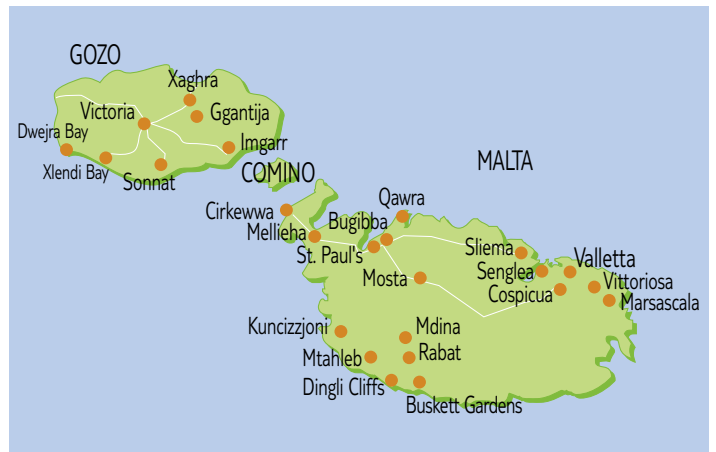 GOZO
Xaghra
Victoria
Ggantija
Dwejra Bay
Imgarr
Xlendi Bay
Sonnat
COMINO
MALTA
Cirkewwa
Qawra
Mellieha
Bugibba
St. Paul's
Sliema
Valletta
Senglea
Mosta
Vittoriosa
Cospicua
Marsascala
Kuncizzjoni
Mdina
Mtahleb
Rabat
Dingli Cliffs
Buskett Gardens